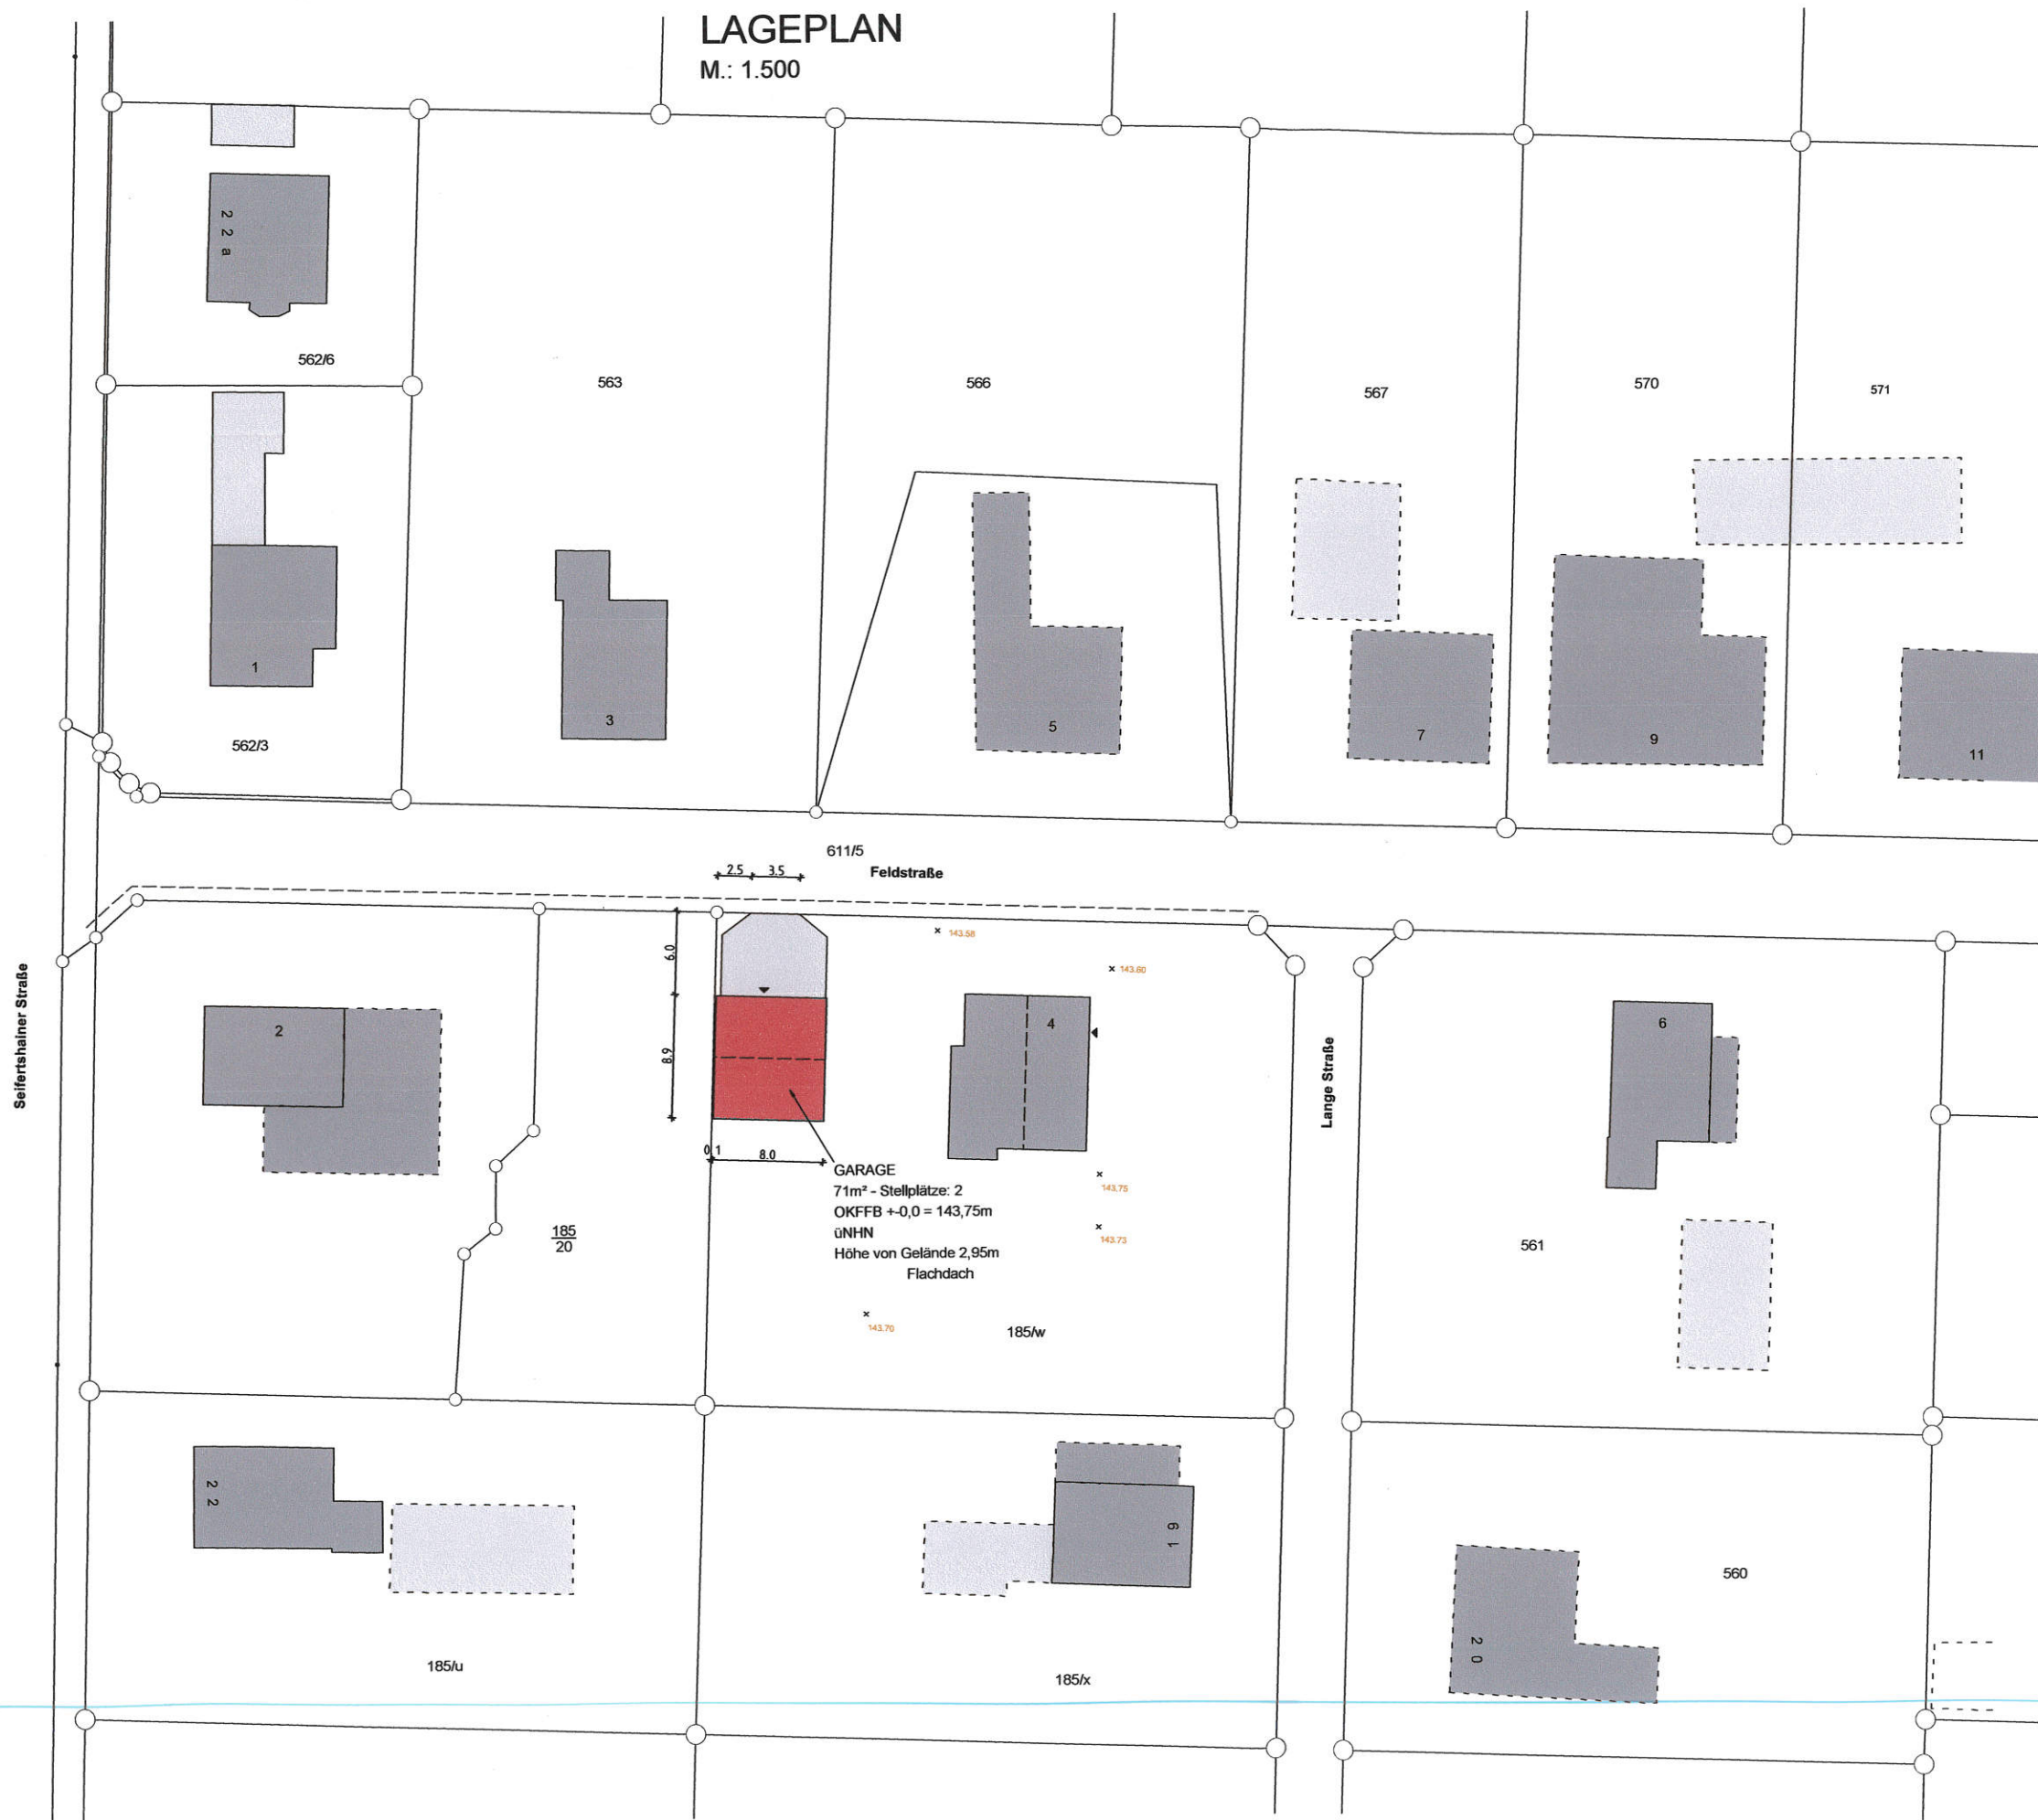 LAGEPLAN
M.: 1.500
22a
562/6
563
566
567
570
571
1
3
5
7
9
11
562/3
611/5
Feldstraße
2.5 3.5
6.0
8.9
0.1 8.0
143.58
143.60
Seifertshainer Straße
2
4
Lange Straße
6
GARAGE
71m² - Stellplätze: 2
OKFFB +-0,0 = 143,75m
üNHN
Höhe von Gelände 2,95m
Flachdach
143.75
143.73
185
20
561
143.70
185/w
22
19
560
20
185/u
185/x